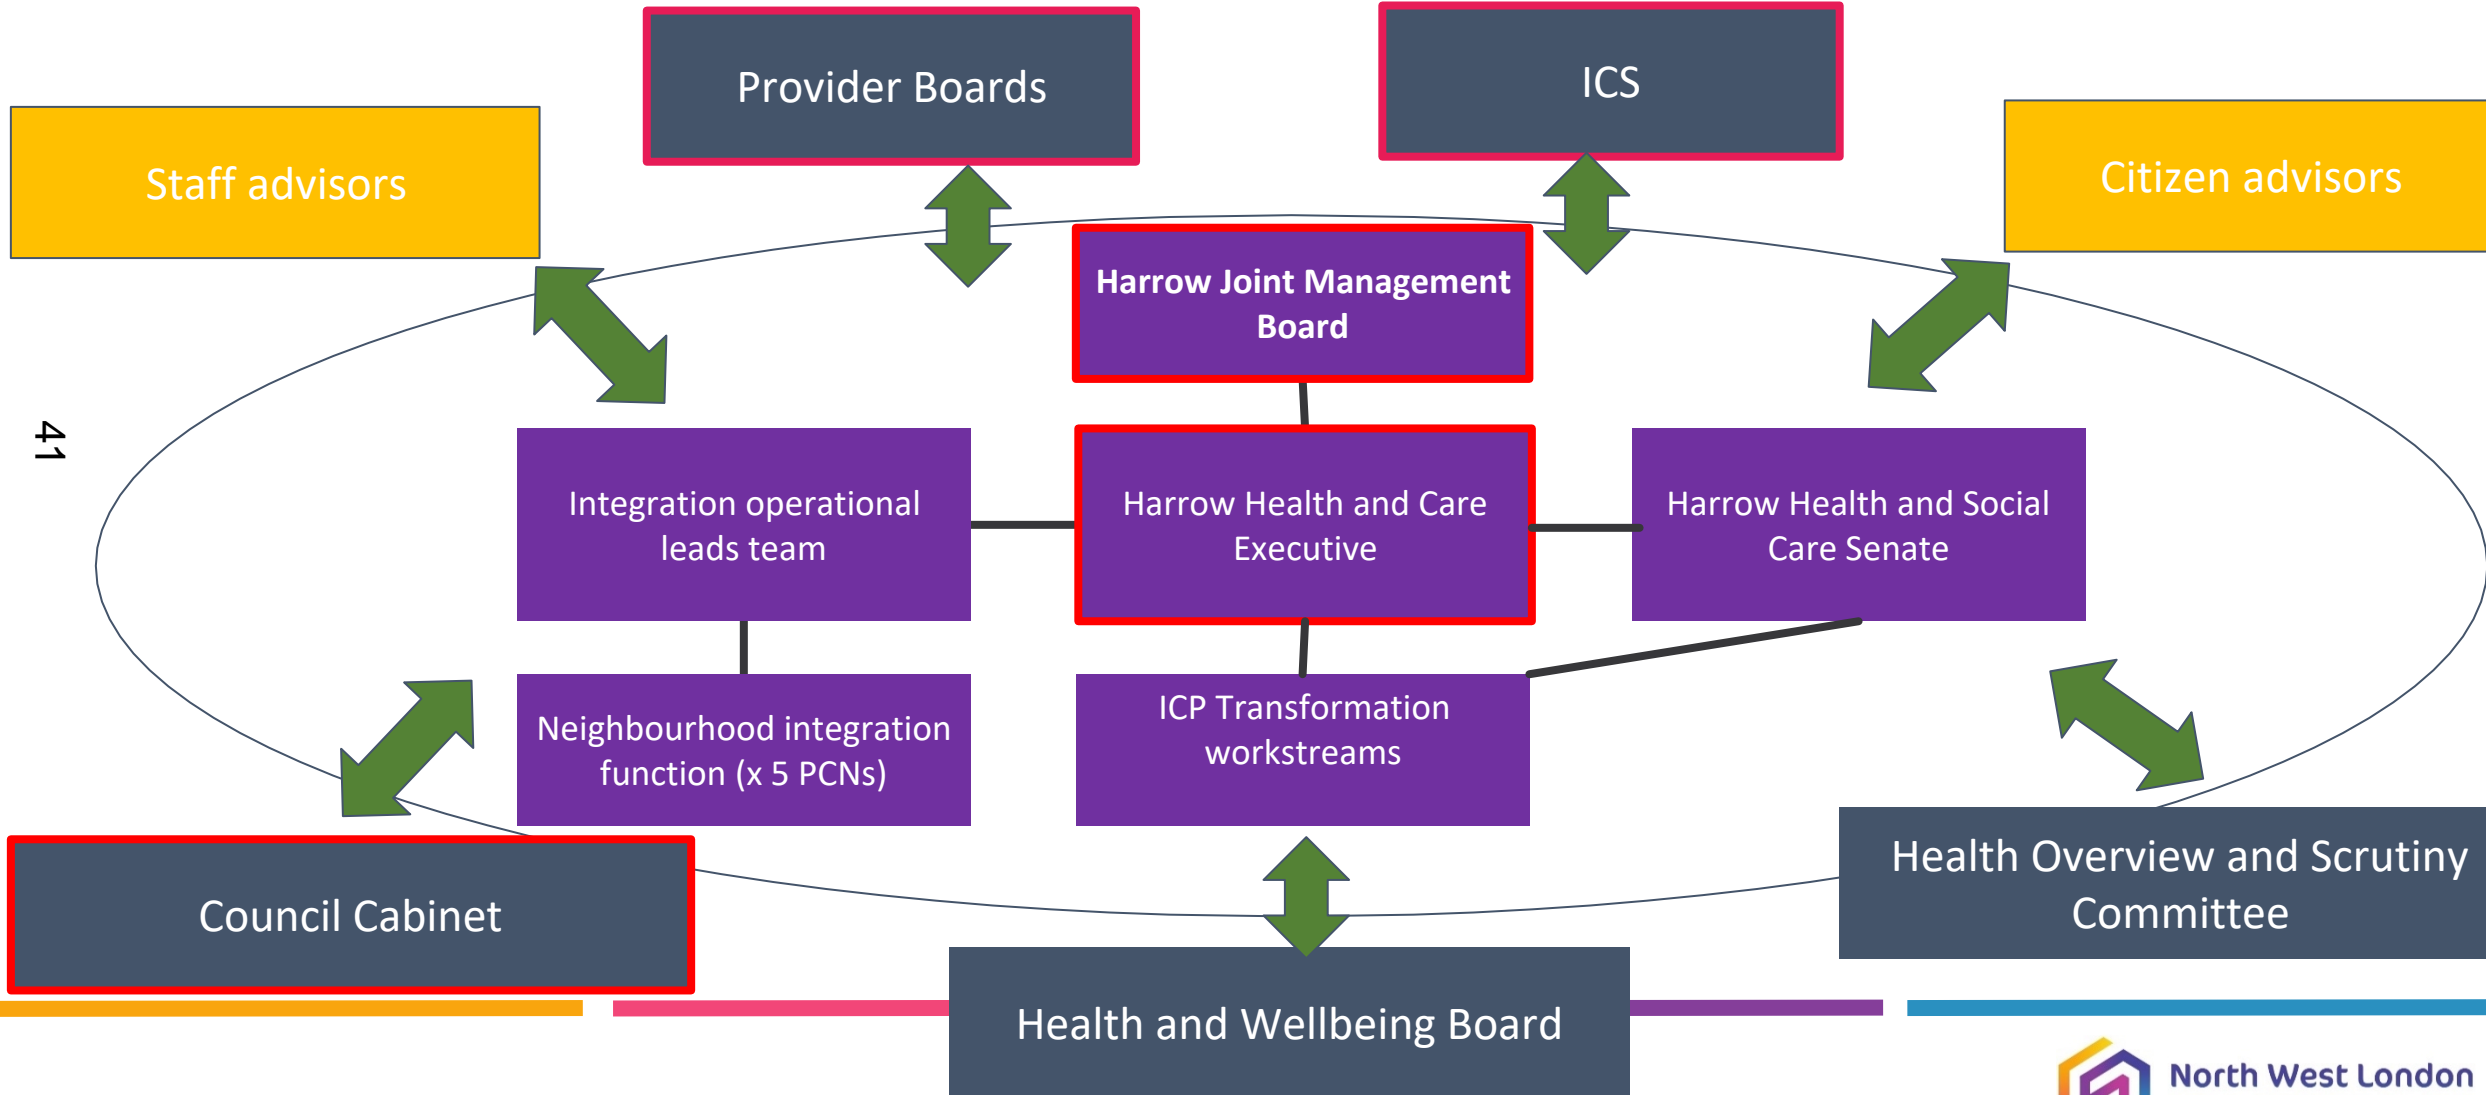 Provider Boards
ICS
Staff advisors
Citizen advisors
Harrow Joint Management
Board
41
Integration operational
leads team
Harrow Health and Care
Executive
Harrow Health and Social
Care Senate
Neighbourhood integration
function (x 5 PCNs)
ICP Transformation
workstreams
Council Cabinet
Health Overview and Scrutiny
Committee
Health and Wellbeing Board
North West London